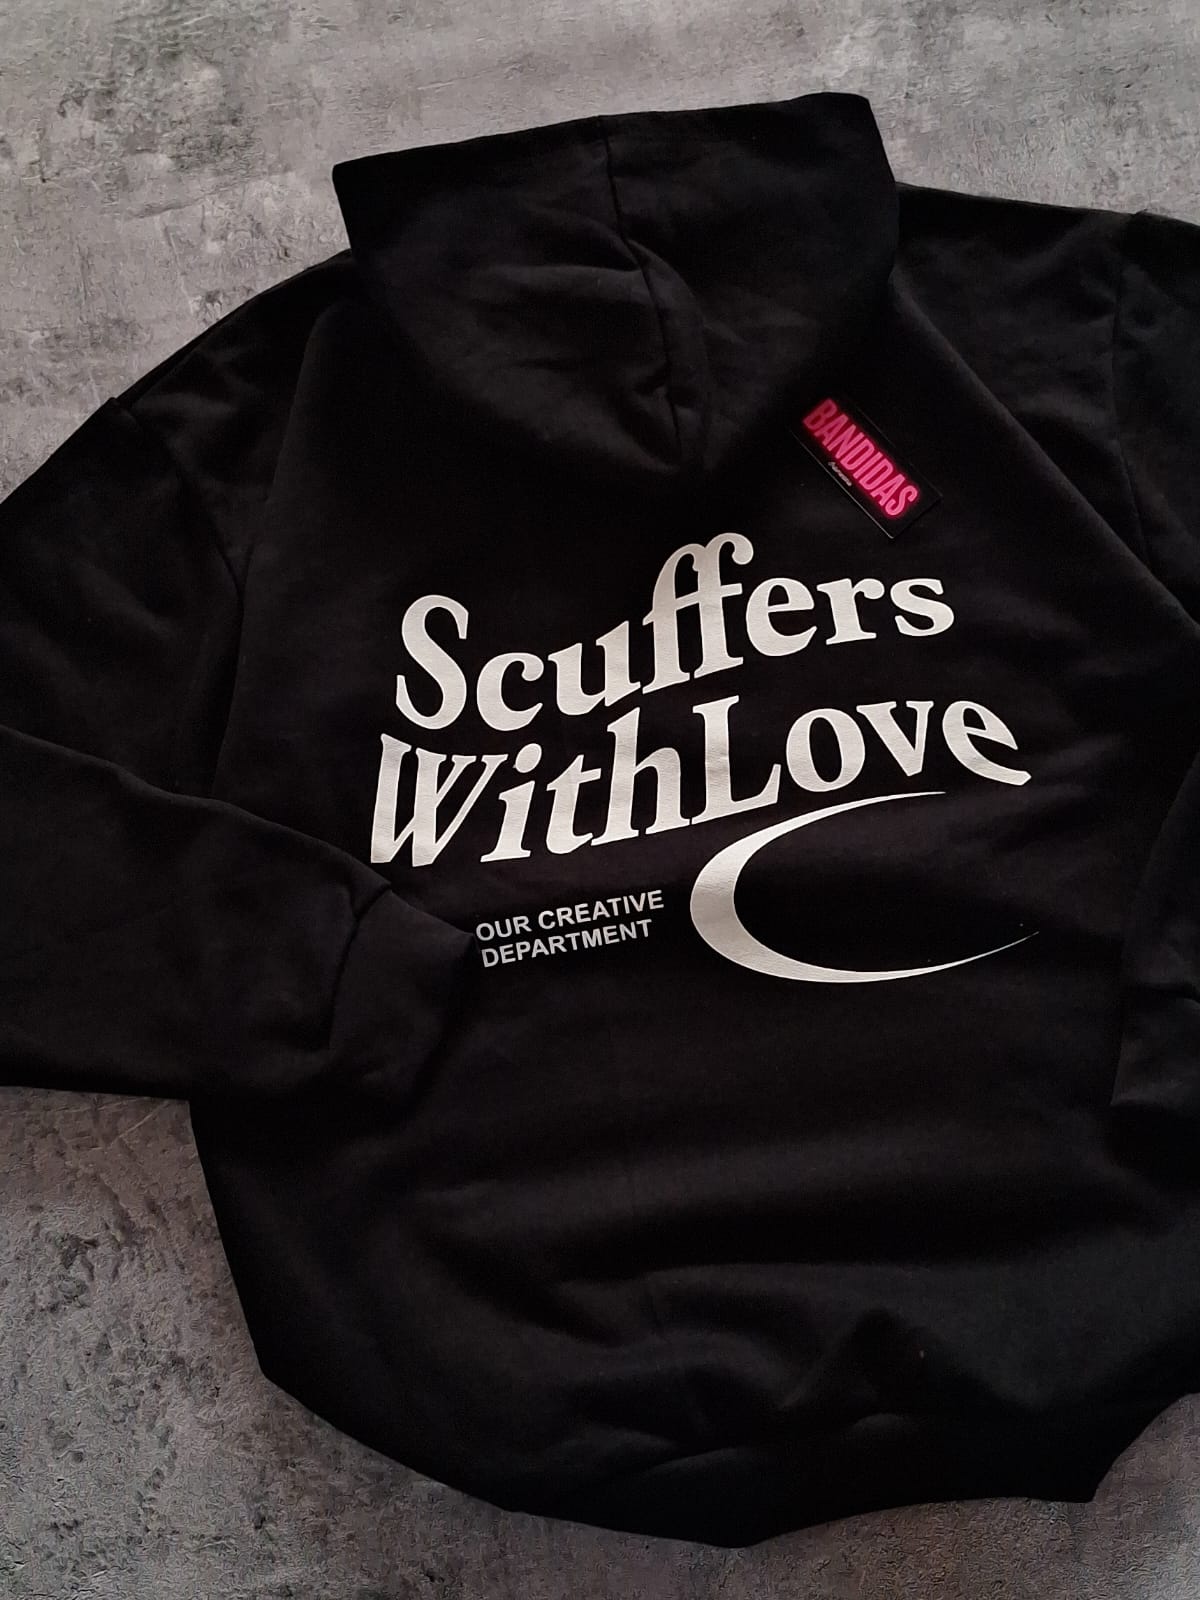 BANDIDAS
Scuffers
WithLove
OUR CREATIVE
DEPARTMENT